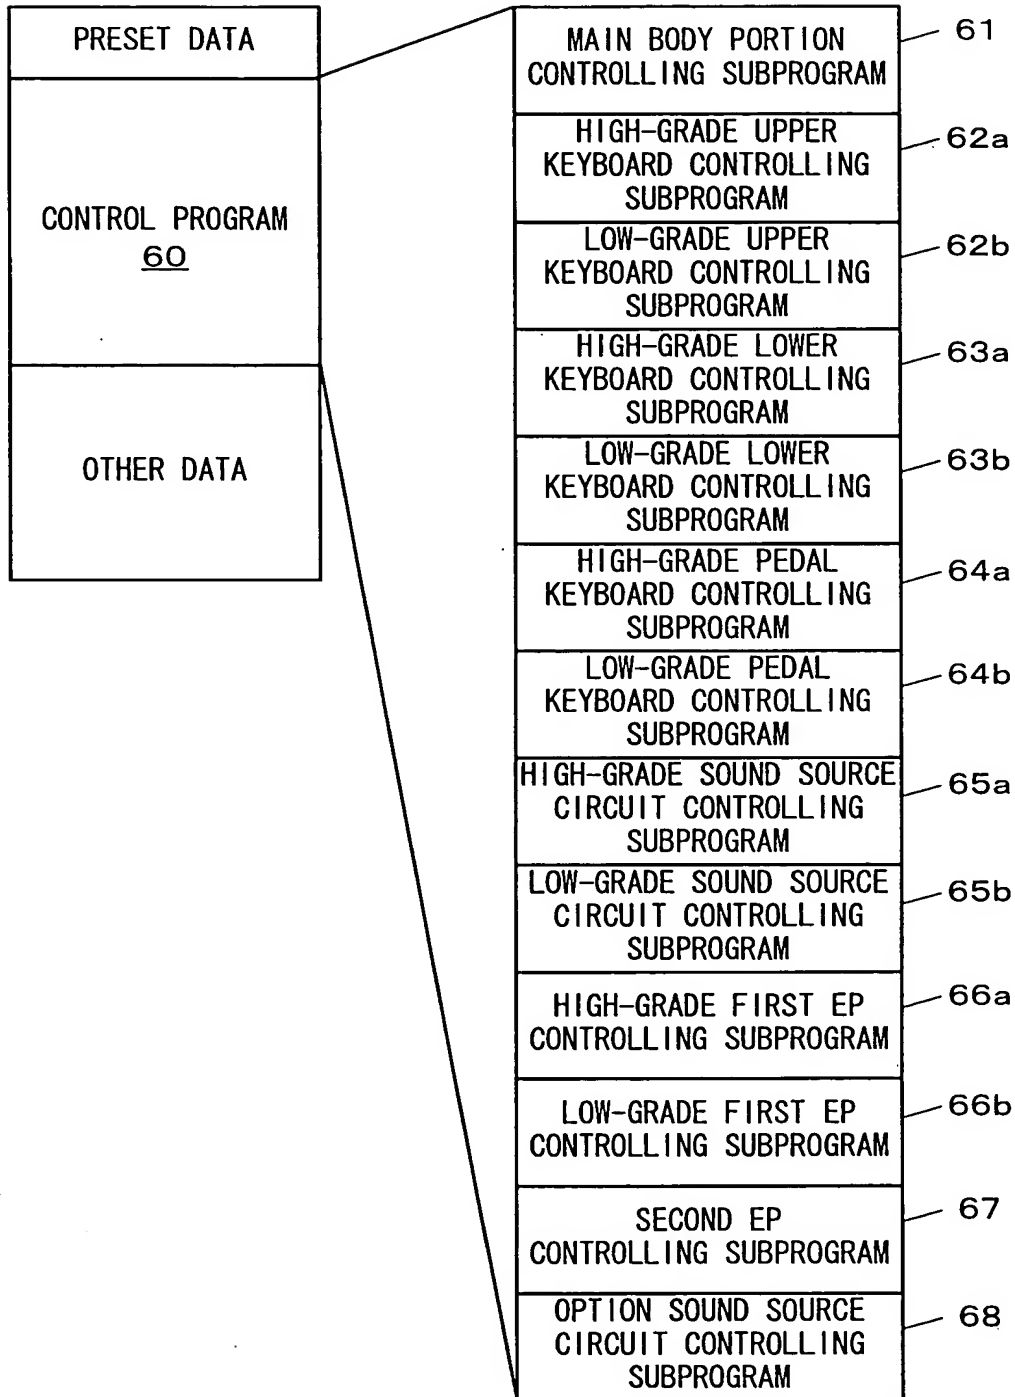 PRESET DATA
CONTROL PROGRAM
60
OTHER DATA
MAIN BODY PORTION
CONTROLLING SUBPROGRAM
61
HIGH-GRADE UPPER
KEYBOARD CONTROLLING
SUBPROGRAM
62a
LOW-GRADE UPPER
KEYBOARD CONTROLLING
SUBPROGRAM
62b
HIGH-GRADE LOWER
KEYBOARD CONTROLLING
SUBPROGRAM
63a
LOW-GRADE LOWER
KEYBOARD CONTROLLING
SUBPROGRAM
63b
HIGH-GRADE PEDAL
KEYBOARD CONTROLLING
SUBPROGRAM
64a
LOW-GRADE PEDAL
KEYBOARD CONTROLLING
SUBPROGRAM
64b
HIGH-GRADE SOUND SOURCE
CIRCUIT CONTROLLING
SUBPROGRAM
65a
LOW-GRADE SOUND SOURCE
CIRCUIT CONTROLLING
SUBPROGRAM
65b
HIGH-GRADE FIRST EP
CONTROLLING SUBPROGRAM
66a
LOW-GRADE FIRST EP
CONTROLLING SUBPROGRAM
66b
SECOND EP
CONTROLLING SUBPROGRAM
67
OPTION SOUND SOURCE
CIRCUIT CONTROLLING
SUBPROGRAM
68